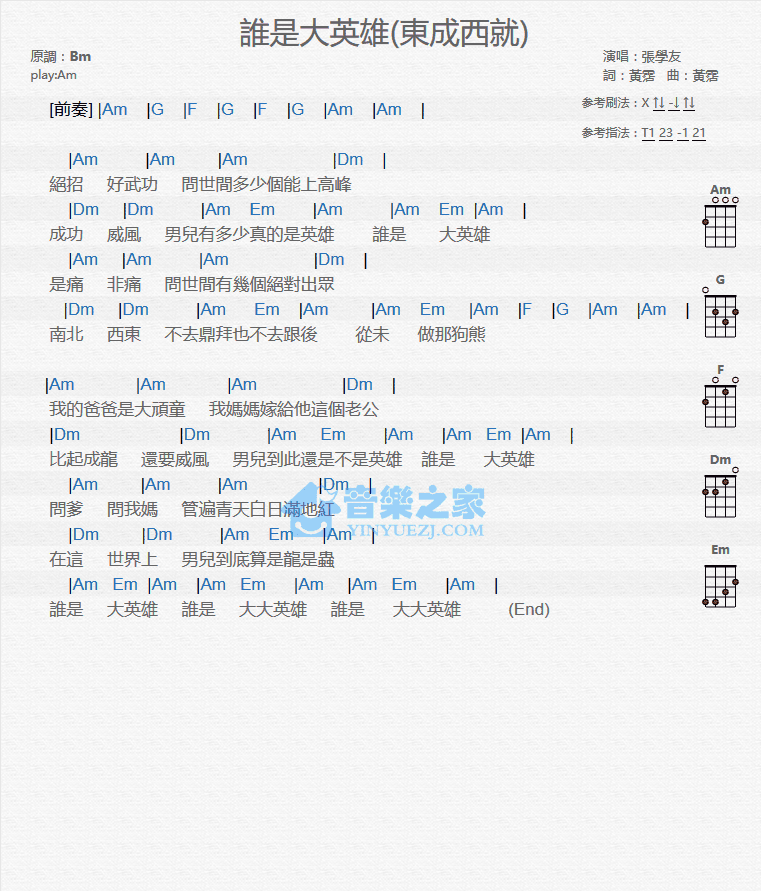 誰是大英雄(東成西就)
原調：Bm
play:Am
演唱：張學友
詞：黃霑 曲：黃霑
[前奏] |Am |G |F |G |F |G |Am |Am |
参考刷法：X ↑↓ -↓ ↑↓
参考指法：T1 23 -1 21
|Am |Am |Am |Dm |
絕招 好武功 問世間多少個能上高峰
|Dm |Dm |Am Em |Am |Am Em |Am |
成功 威風 男兒有多少真的是英雄 誰是 大英雄
|Am |Am |Am |Dm |
是痛 非痛 問世間有幾個絕對出眾
|Dm |Dm |Am Em |Am |Am Em |Am |F |G |Am |Am |
南北 西東 不去鼎拜也不去跟後 從未 做那狗熊
|Am |Am |Am |Dm |
我的爸爸是大頑童 我媽媽嫁給他這個老公
|Dm |Dm |Am Em |Am |Am Em |Am |
比起成龍 還要威風 男兒到此還是不是英雄 誰是 大英雄
|Am |Am |Am |Dm |
問爹 問我媽 管遍青天白日滿地紅
|Dm |Dm |Am Em |Am |
在這 世界上 男兒到底算是龍是蟲
|Am Em |Am |Am Em |Am |Am Em |Am |
誰是 大英雄 誰是 大大英雄 誰是 大大英雄 (End)
Am
G
F
Dm
Em
音樂之家
YINYUEZJ.COM